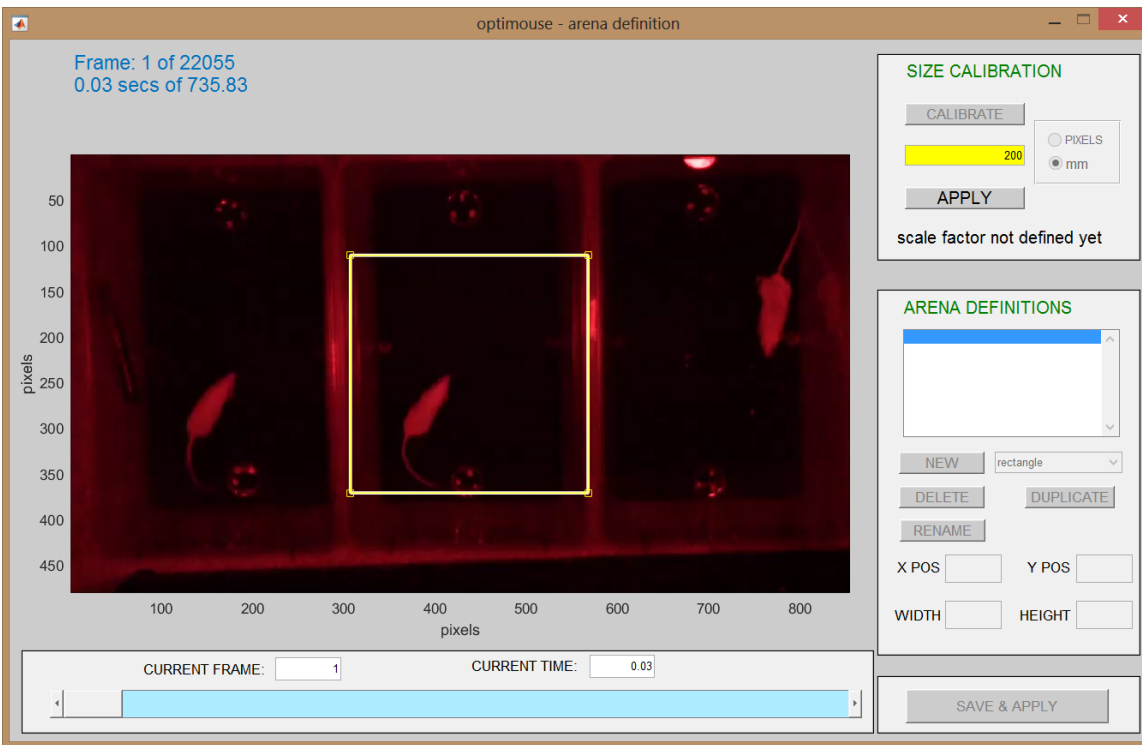 optimouse - arena definition
Frame: 1 of 22055
0.03 secs of 735.83
50
100
150
200
250
300
350
400
450
pixels
100 200 300 400 500 600 700 800
pixels
CURRENT FRAME: 1 CURRENT TIME: 0.03
SIZE CALIBRATION
CALIBRATE
PIXELS
200
mm
APPLY
scale factor not defined yet
ARENA DEFINITIONS
NEW rectangle
DELETE DUPLICATE
RENAME
X POS Y POS
WIDTH HEIGHT
SAVE & APPLY